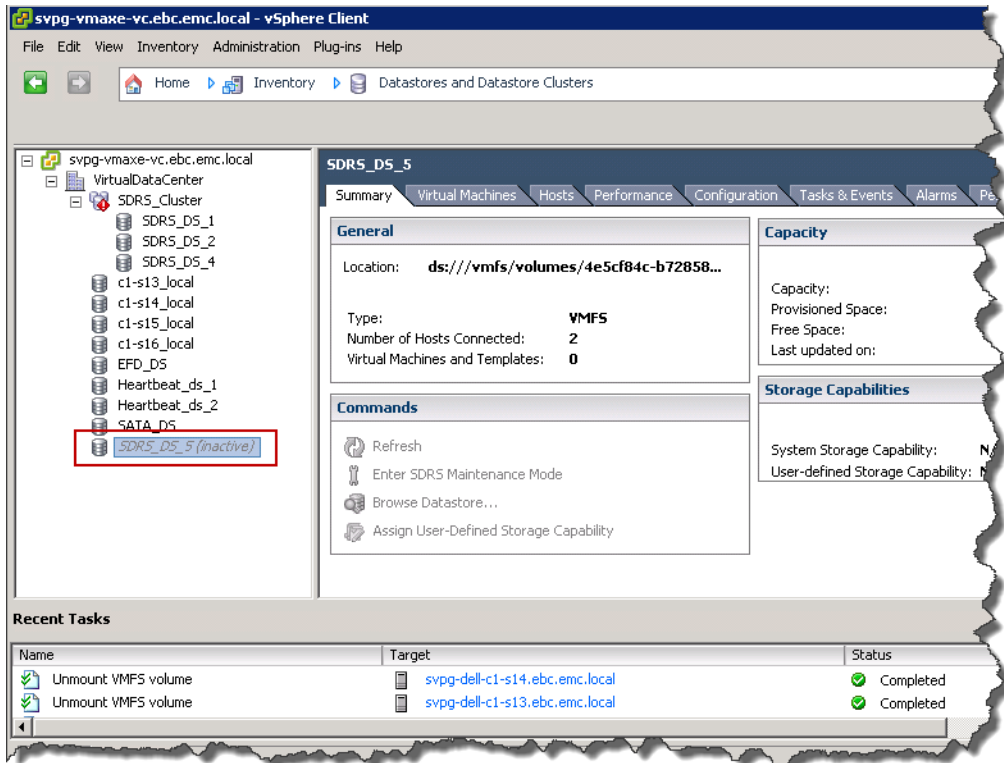 svpg-vmaxe-vc.ebc.emc.local - vSphere Client
File Edit View Inventory Administration Plug-ins Help
Home Inventory Datastores and Datastore Clusters
svpg-vmaxe-vc.ebc.emc.local
VirtualDataCenter
SDRS_Cluster
SDRS_DS_1
SDRS_DS_2
SDRS_DS_4
c1-s13_local
c1-s14_local
c1-s15_local
c1-s16_local
EFD_DS
Heartbeat_ds_1
Heartbeat_ds_2
SATA_DS
SDRS_DS_5 (inactive)
SDRS_DS_5
Summary Virtual Machines Hosts Performance Configuration Tasks & Events Alarms
General
Location: ds:///vmfs/volumes/4e5cf84c-b72858...
Type: VMFS
Number of Hosts Connected: 2
Virtual Machines and Templates: 0
Commands
Refresh
Enter SDRS Maintenance Mode
Browse Datastore...
Assign User-Defined Storage Capability
Capacity
Capacity:
Provisioned Space:
Free Space:
Last updated on:
Storage Capabilities
System Storage Capability:
User-defined Storage Capability:
Recent Tasks
Name Target Status
Unmount VMFS volume svpg-dell-c1-s14.ebc.emc.local Completed
Unmount VMFS volume svpg-dell-c1-s13.ebc.emc.local Completed